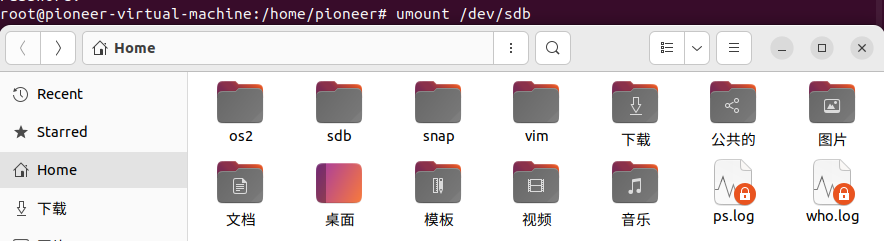 root@pioneer-virtual-machine:/home/pioneer# umount /dev/sdb
Home
Recent
os2 sdb snap vim 下载 公共的 图片
Starred
Home
文档 桌面 模板 视频 音乐 ps.log who.log
下载